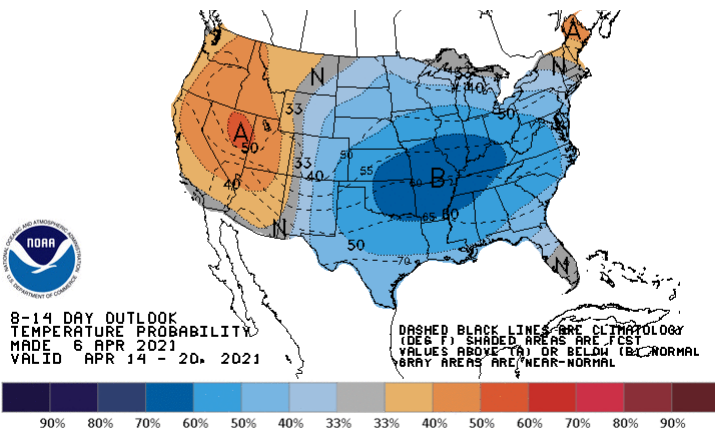 A
N
N
33
40
50
A
50
33
40
50
55
60
B
40
65
60
N
50
70
N
NOAA
NATIONAL OCEANIC AND ATMOSPHERIC ADMINISTRATION
U.S. DEPARTMENT OF COMMERCE
8-14 DAY OUTLOOK
TEMPERATURE PROBABILITY
MADE 6 APR 2021
VALID APR 14 - 20, 2021
DASHED BLACK LINES ARE CLIMATOLOGY
(DEG F) SHADED AREAS ARE FCST
VALUES ABOVE (A) OR BELOW (B) NORMAL
GRAY AREAS ARE NEAR-NORMAL
90% 80% 70% 60% 50% 40% 33% 33% 40% 50% 60% 70% 80% 90%